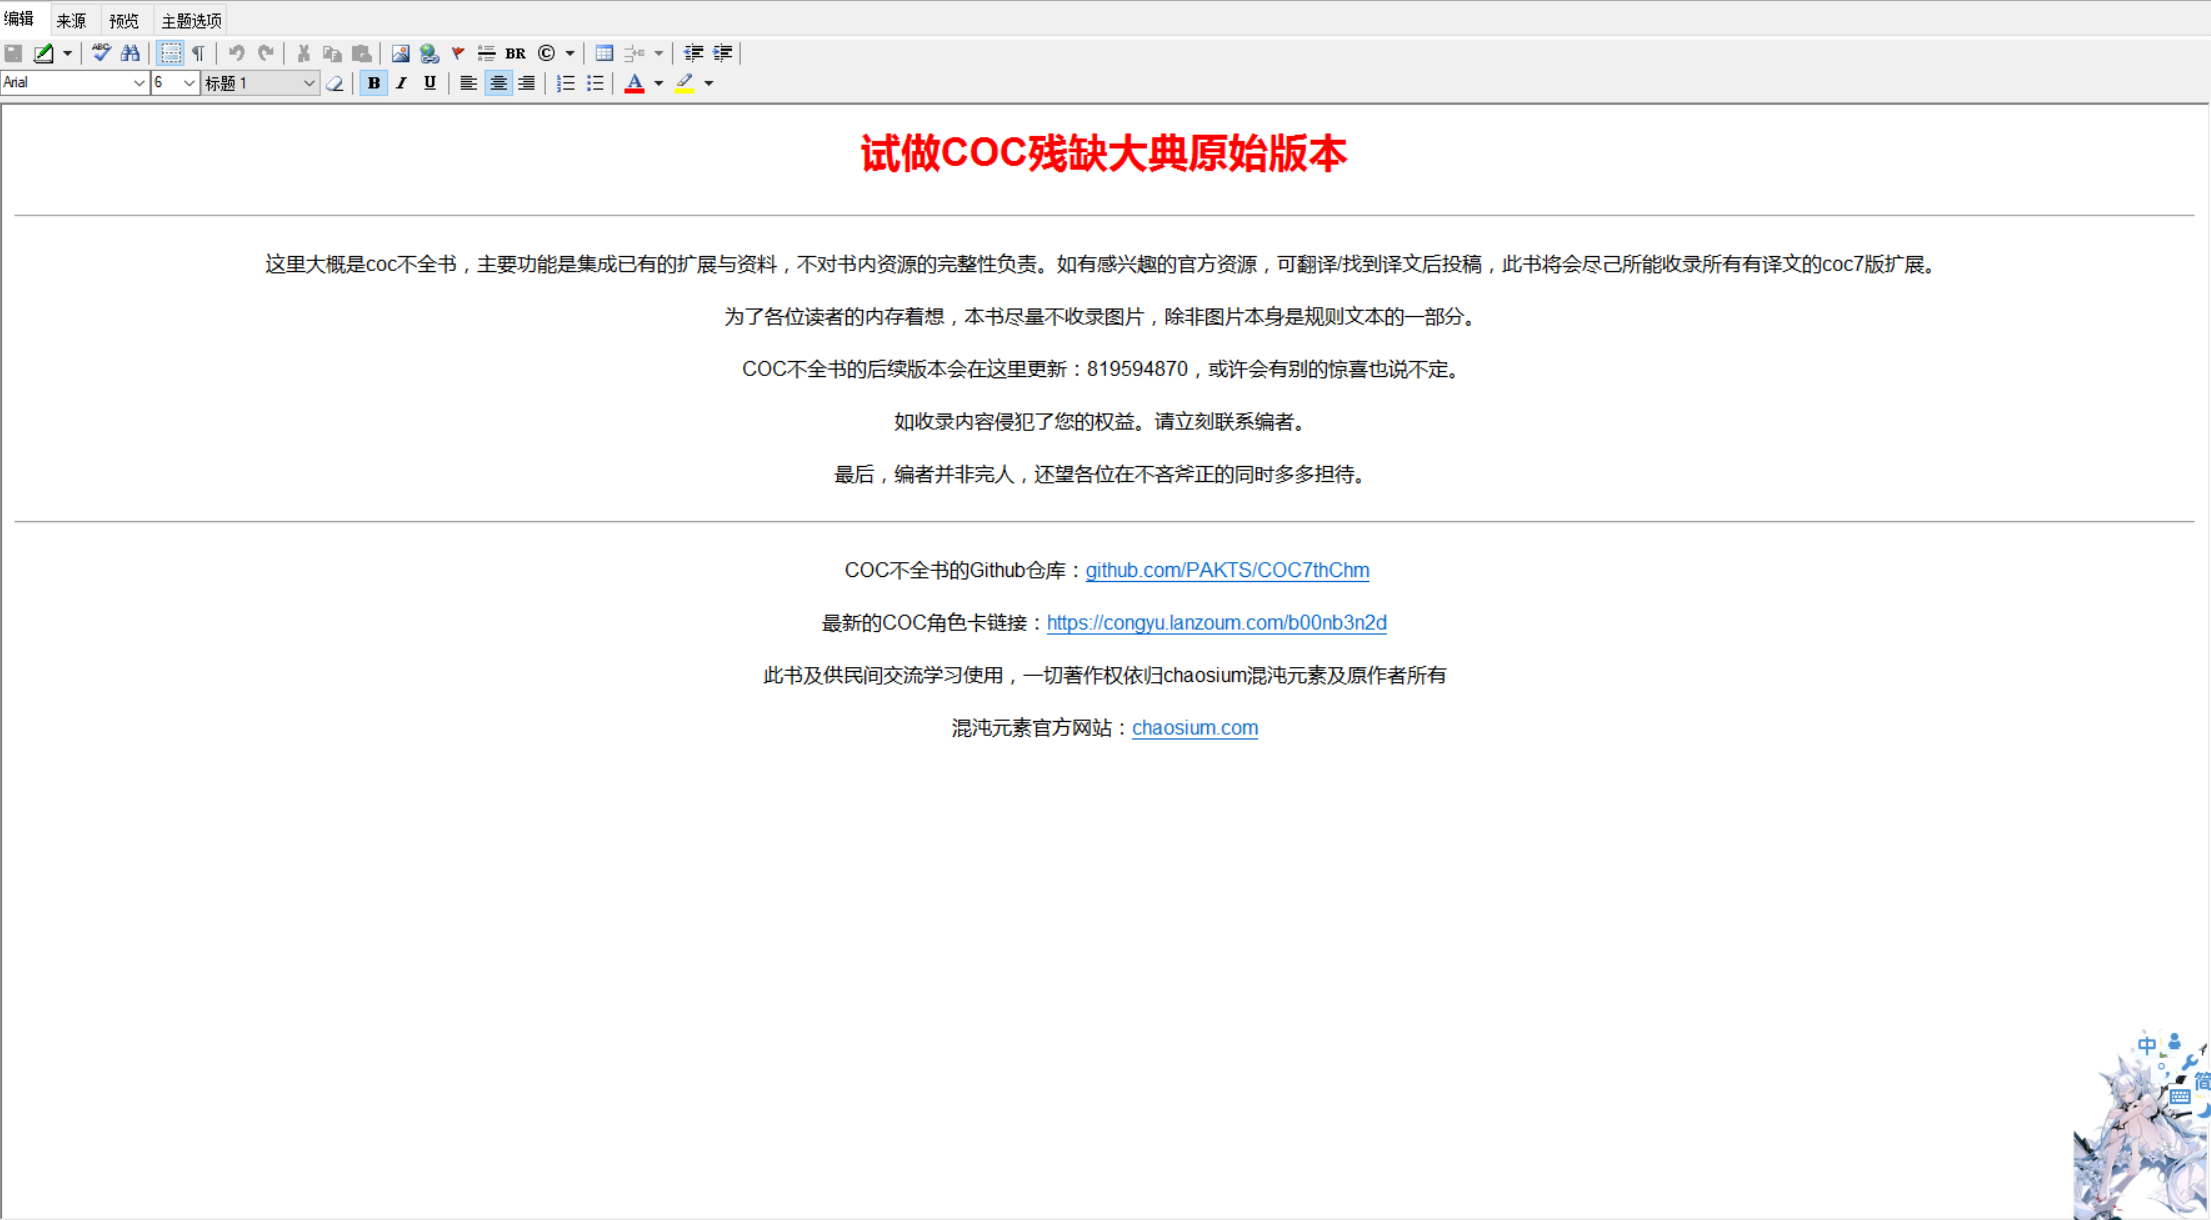 编辑 来源 预览 主题选项
ABC BR ©
Arial 6 标题 1 B I U A
试做COC残缺大典原始版本
这里大概是coc不全书，主要功能是集成已有的扩展与资料，不对书内资源的完整性负责。如有感兴趣的官方资源，可翻译/找到译文后投稿，此书将会尽己所能收录所有有译文的coc7版扩展。
为了各位读者的内存着想，本书尽量不收录图片，除非图片本身是规则文本的一部分。
COC不全书的后续版本会在这里更新：819594870，或许会有别的惊喜也说不定。
如收录内容侵犯了您的权益。请立刻联系编者。
最后，编者并非完人，还望各位在不吝斧正的同时多多担待。
COC不全书的Github仓库：github.com/PAKTS/COC7thChm
最新的COC角色卡链接：https://congyu.lanzoum.com/b00nb3n2d
此书及供民间交流学习使用，一切著作权依归chaosium混沌元素及原作者所有
混沌元素官方网站：chaosium.com
中
简